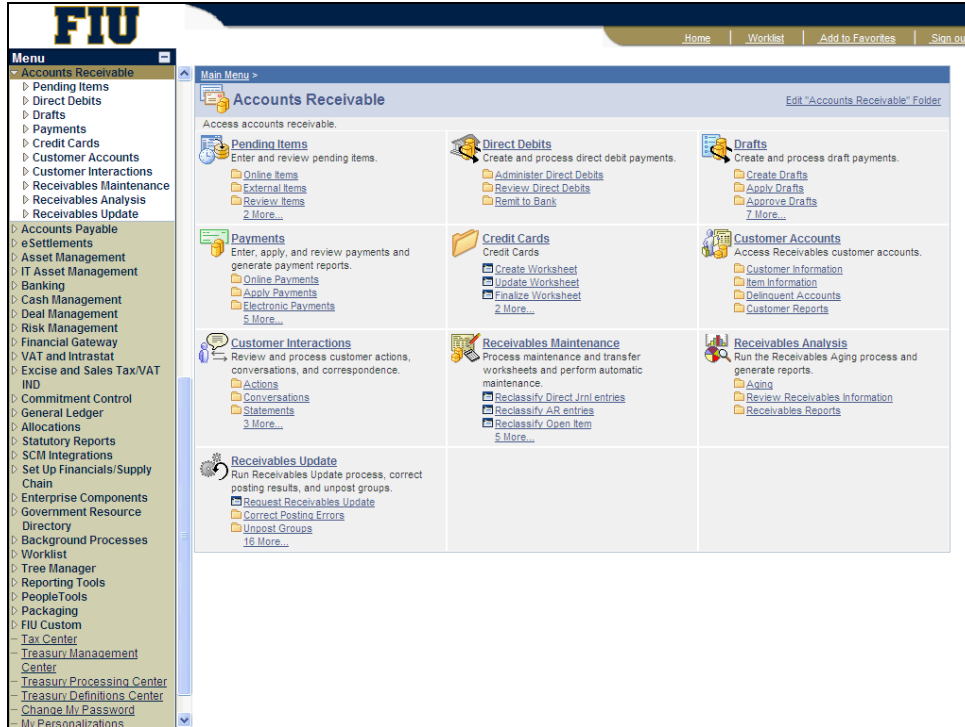 FIU
Home
Worklist
Add to Favorites
Sign ou
Menu
Accounts Receivable
Pending Items
Direct Debits
Drafts
Payments
Credit Cards
Customer Accounts
Customer Interactions
Receivables Maintenance
Receivables Analysis
Receivables Update
Accounts Payable
eSettlements
Asset Management
IT Asset Management
Banking
Cash Management
Deal Management
Risk Management
Financial Gateway
VAT and Intrastat
Excise and Sales Tax/VAT
IND
Commitment Control
General Ledger
Allocations
Statutory Reports
SCM Integrations
Set Up Financials/Supply
Chain
Enterprise Components
Government Resource
Directory
Background Processes
Worklist
Tree Manager
Reporting Tools
PeopleTools
Packaging
FIU Custom
Tax Center
Treasury Management
Center
Treasury Processing Center
Treasury Definitions Center
Change My Password
My Personalizations
Main Menu >
Accounts Receivable
Edit "Accounts Receivable" Folder
Access accounts receivable.
Pending Items
Enter and review pending items.
Online Items
External Items
Review Items
2 More...
Direct Debits
Create and process direct debit payments.
Administer Direct Debits
Review Direct Debits
Remit to Bank
Drafts
Create and process draft payments.
Create Drafts
Apply Drafts
Approve Drafts
7 More...
Payments
Enter, apply, and review payments and
generate payment reports.
Online Payments
Apply Payments
Electronic Payments
5 More...
Credit Cards
Credit Cards
Create Worksheet
Update Worksheet
Finalize Worksheet
2 More...
Customer Accounts
Access Receivables customer accounts.
Customer Information
Item Information
Delinquent Accounts
Customer Reports
Customer Interactions
Review and process customer actions,
conversations, and correspondence.
Actions
Conversations
Statements
3 More...
Receivables Maintenance
Process maintenance and transfer
worksheets and perform automatic
maintenance.
Reclassify Direct Jrnl entries
Reclassify AR entries
Reclassify Open Item
5 More...
Receivables Analysis
Run the Receivables Aging process and
generate reports.
Aging
Review Receivables Information
Receivables Reports
Receivables Update
Run Receivables Update process, correct
posting results, and unpost groups.
Request Receivables Update
Correct Posting Errors
Unpost Groups
16 More...